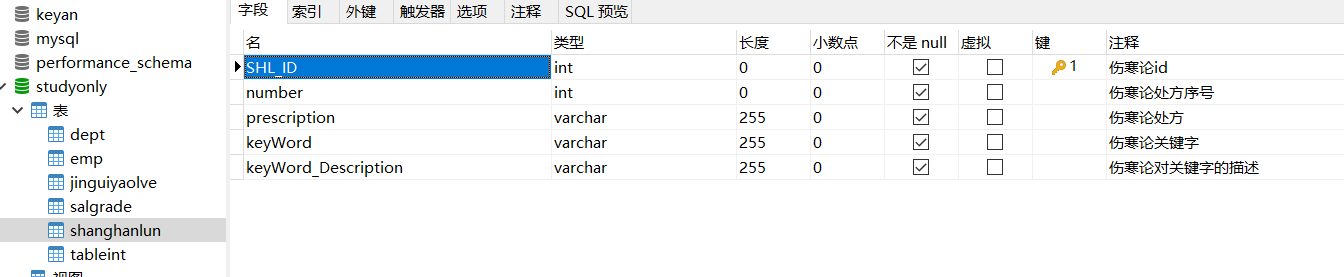 keyan
mysql
performance_schema
studyonly
表
dept
emp
jinguiyaolve
salgrade
shanghanlun
tableint
字段 索引 外键 触发器 选项 注释 SQL 预览
名 类型 长度 小数点 不是 null 虚拟 键 注释
SHL_ID int 0 0 1 伤寒论id
number int 0 0 伤寒论处方序号
prescription varchar 255 0 伤寒论处方
keyWord varchar 255 0 伤寒论关键字
keyWord_Description varchar 255 0 伤寒论对关键字的描述